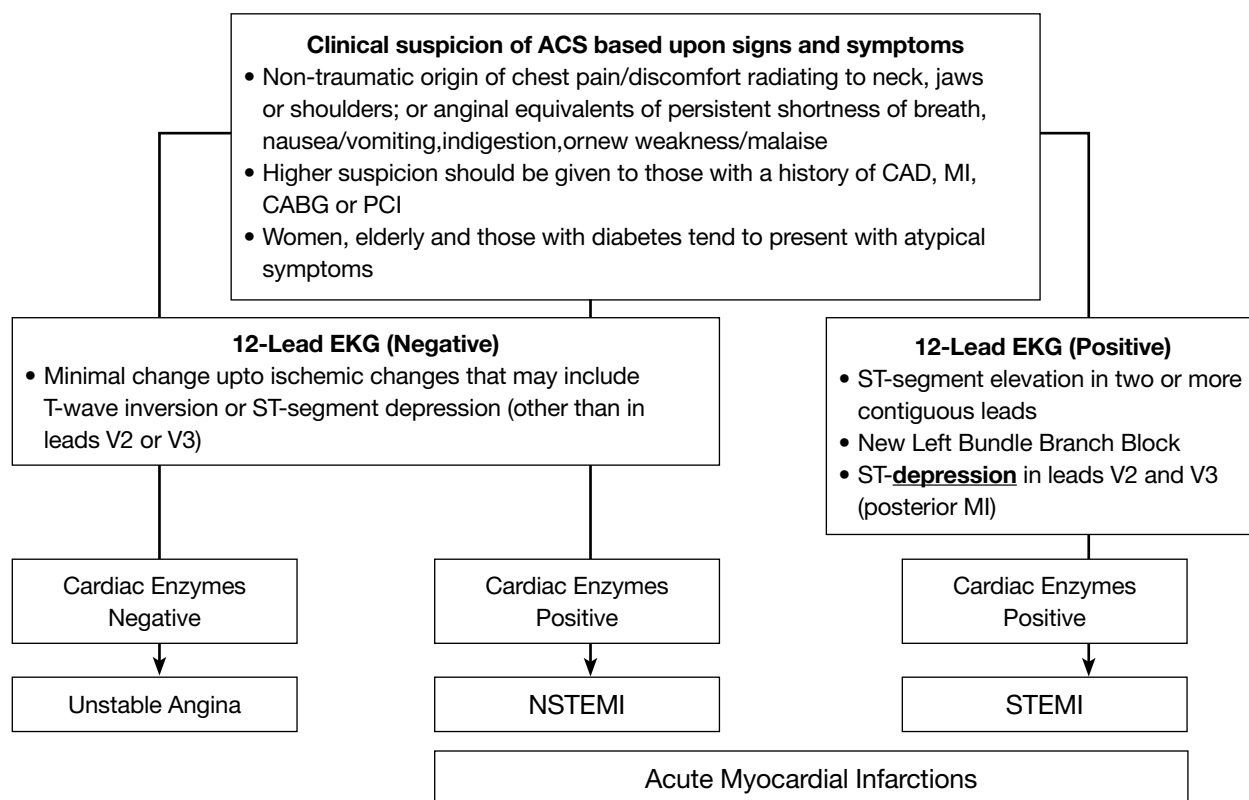 Clinical suspicion of ACS based upon signs and symptoms
• Non-traumatic origin of chest pain/discomfort radiating to neck, jaws
or shoulders; or anginal equivalents of persistent shortness of breath,
nausea/vomiting,indigestion,ornew weakness/malaise
• Higher suspicion should be given to those with a history of CAD, MI,
CABG or PCI
• Women, elderly and those with diabetes tend to present with atypical
symptoms
12-Lead EKG (Negative)
• Minimal change upto ischemic changes that may include
T-wave inversion or ST-segment depression (other than in
leads V2 or V3)
12-Lead EKG (Positive)
• ST-segment elevation in two or more
contiguous leads
• New Left Bundle Branch Block
• ST-depression in leads V2 and V3
(posterior MI)
Cardiac Enzymes
Negative
Cardiac Enzymes
Positive
Cardiac Enzymes
Positive
Unstable Angina
NSTEMI
STEMI
Acute Myocardial Infarctions